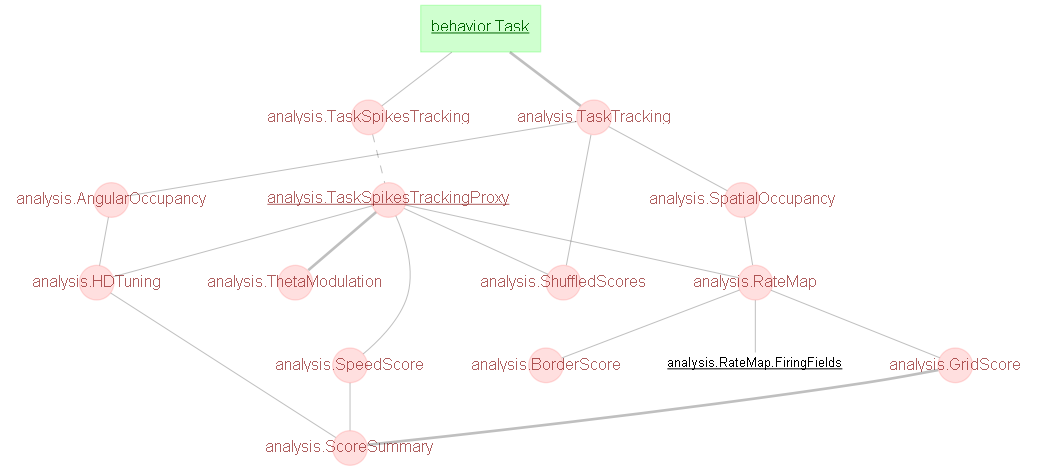 behavior.Task
analysis.TaskSpikesTracking
analysis.TaskTracking
analysis.AngularOccupancy
analysis.TaskSpikesTrackingProxy
analysis.SpatialOccupancy
analysis.HDTuning
analysis.ThetaModulation
analysis.ShuffledScores
analysis.RateMap
analysis.SpeedScore
analysis.BorderScore
analysis.RateMap.FiringFields
analysis.GridScore
analysis.ScoreSummary